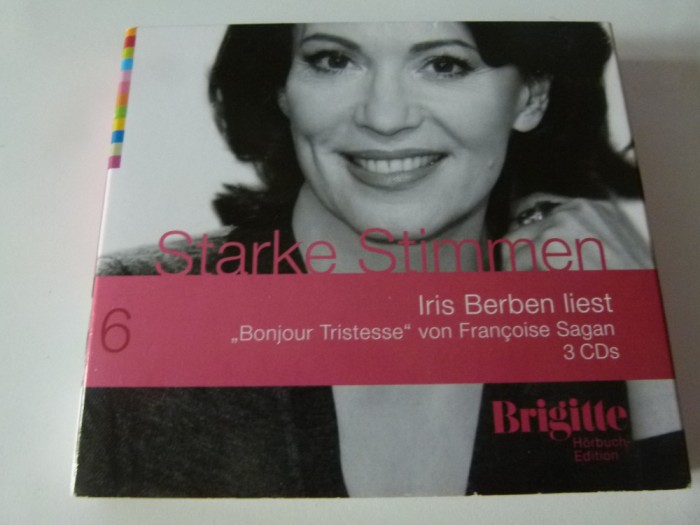 Starke Stimmen
6
Iris Berben liest
„Bonjour Tristesse“ von Françoise Sagan
3 CDs
Brigitte
Hörbuch-
Edition